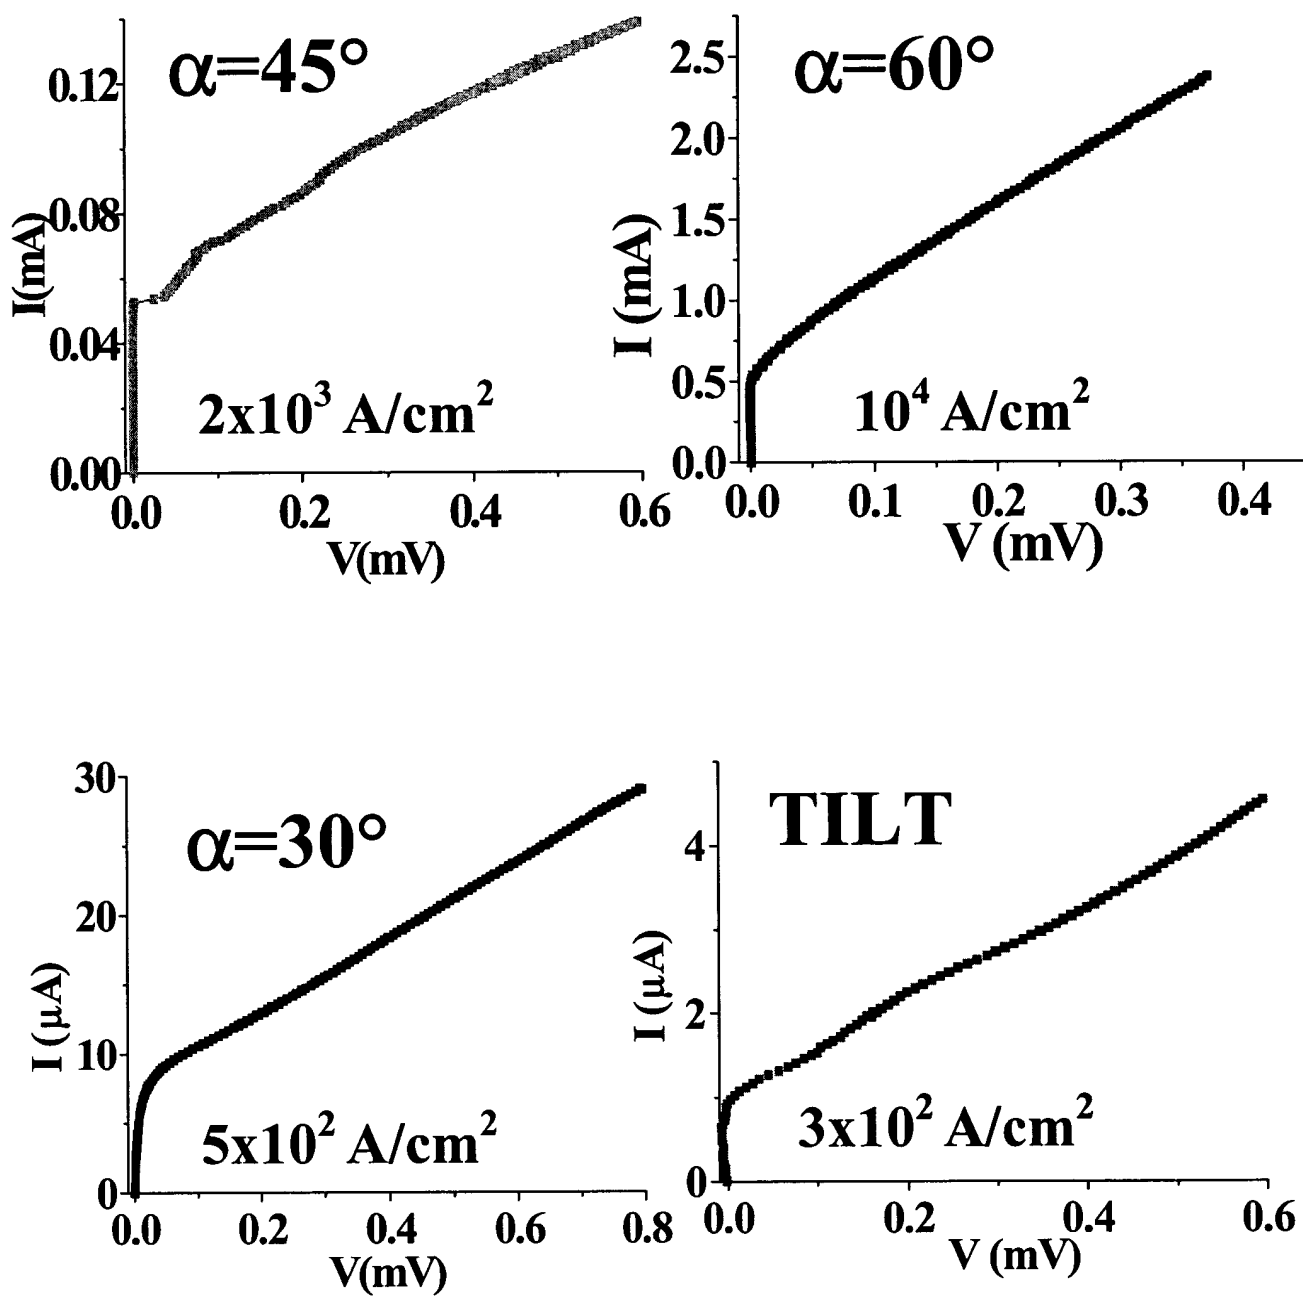 α=45°
0.12
0.08
0.04
0.00
I(mA)
2x10³ A/cm²
0.0 0.2 0.4 0.6
V(mV)
α=60°
2.5
2.0
1.5
1.0
0.5
0.0
I (mA)
10⁴ A/cm²
0.0 0.1 0.2 0.3 0.4
V (mV)
α=30°
30
20
10
0
I (μA)
5x10² A/cm²
0.0 0.2 0.4 0.6 0.8
V(mV)
TILT
4
2
0
I (μA)
3x10² A/cm²
0.0 0.2 0.4 0.6
V (mV)